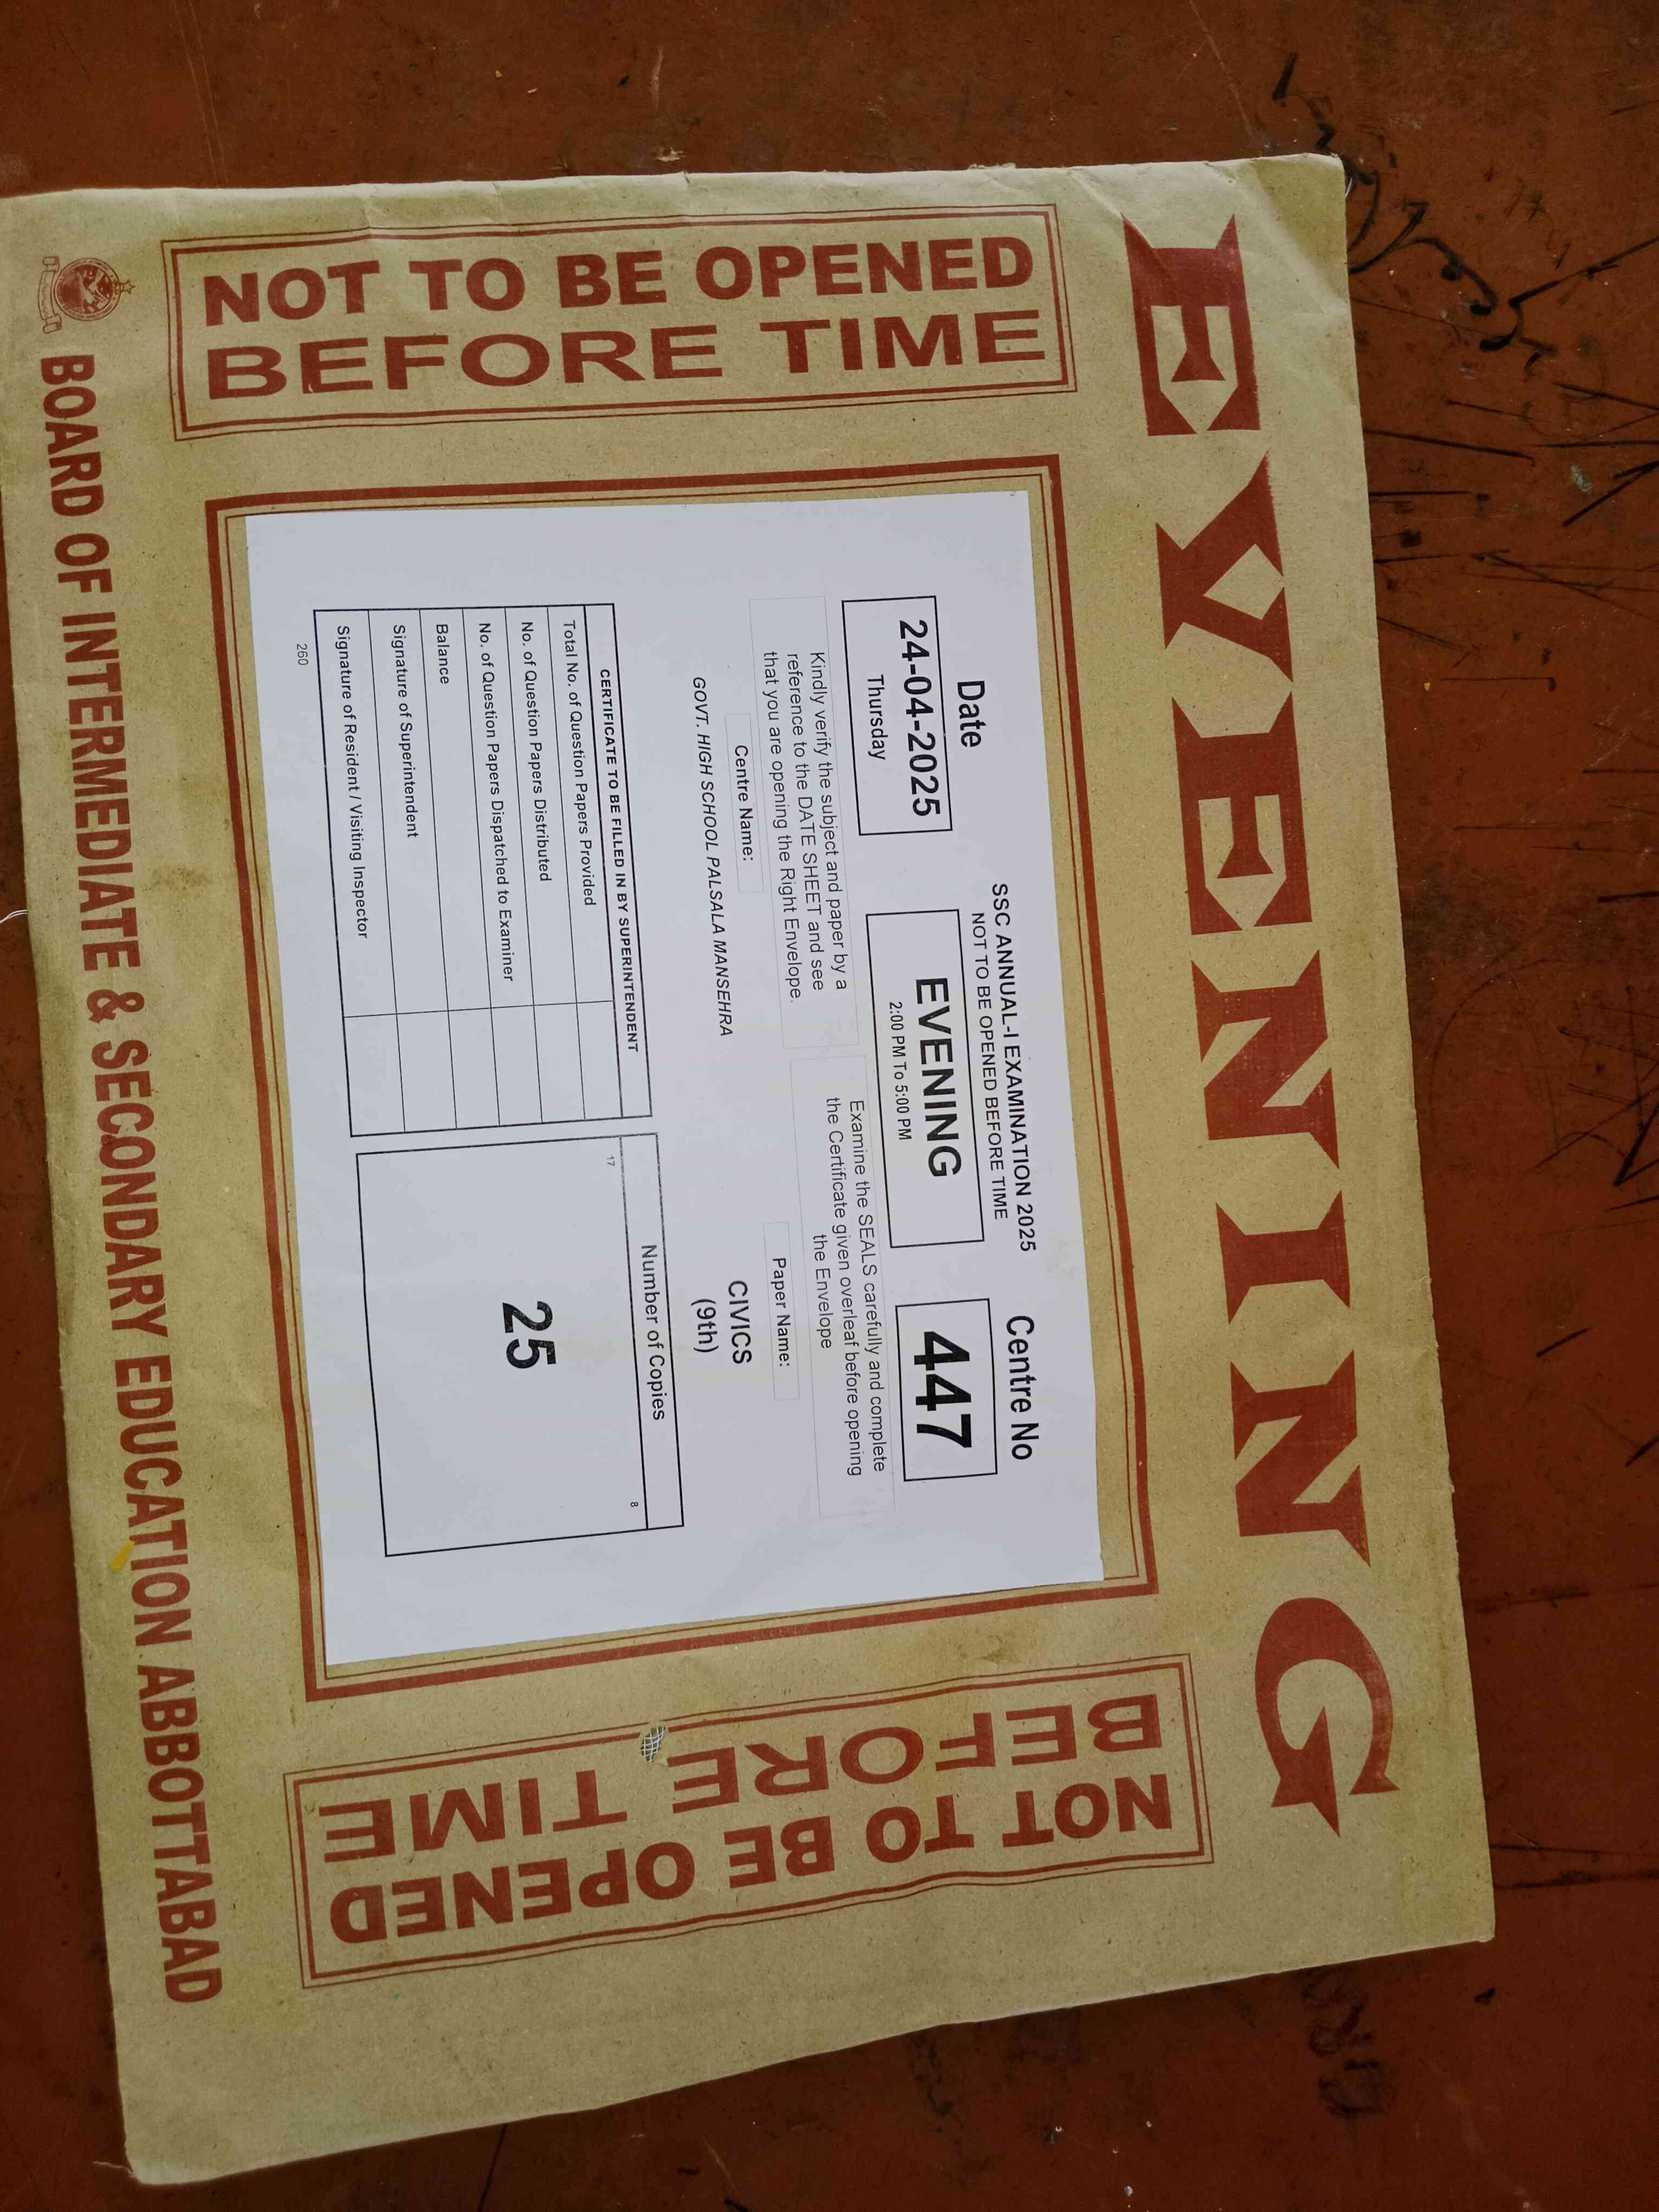 EVENING
NOT TO BE OPENED
BEFORE TIME
SSC ANNUAL-I EXAMINATION 2025
NOT TO BE OPENED BEFORE TIME
Date
24-04-2025
Thursday
EVENING
2:00 PM To 5:00 PM
Centre No
447
Kindly verify the subject and paper by a
reference to the DATE SHEET and see
that you are opening the Right Envelope.
Examine the SEALS carefully and complete
the Certificate given overleaf before opening
the Envelope
Centre Name:
GOVT. HIGH SCHOOL PALSALA MANSEHRA
Paper Name:
CIVICS
(9th)
CERTIFICATE TO BE FILLED IN BY SUPERINTENDENT
Total No. of Question Papers Provided
No. of Question Papers Distributed
No. of Question Papers Dispatched to Examiner
Balance
Signature of Superintendent
Signature of Resident / Visiting Inspector
Number of Copies
17
8
25
260
NOT TO BE OPENED
BEFORE TIME
BOARD OF INTERMEDIATE & SECONDARY EDUCATION ABBOTTABAD